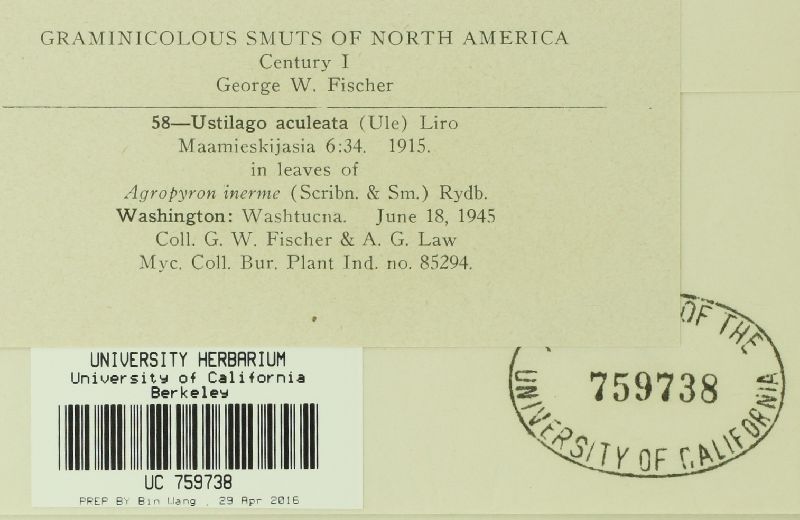 GRAMINICOLOUS SMUTS OF NORTH AMERICA
Century I
George W. Fischer
58—Ustilago aculeata (Ule) Liro
Maamieskijasia 6:34. 1915.
in leaves of
Agropyron inerme (Scribn. & Sm.) Rydb.
Washington: Washtucna. June 18, 1945
Coll. G. W. Fischer & A. G. Law
Myc. Coll. Bur. Plant Ind. no. 85294.
UNIVERSITY HERBARIUM
University of California
Berkeley
UC 759738
PREP BY Bin Wang , 29 Apr 2016
OF THE
759738
UNIVERSITY OF CALIFORNIA